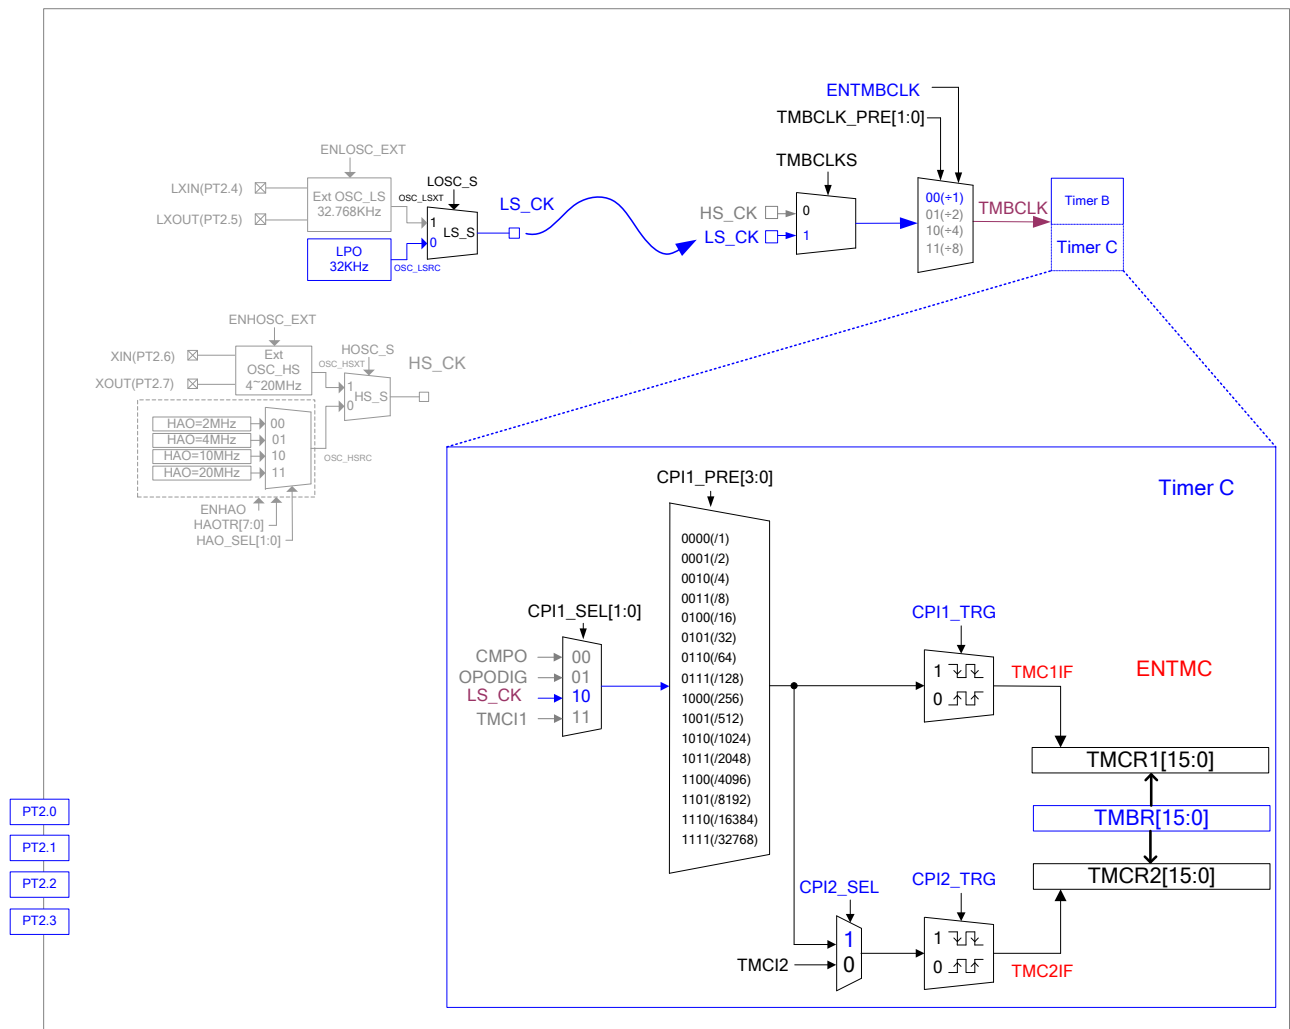 ENTMBCLK
TMBCLK_PRE[1:0]
ENLOSC_EXT
TMBCLKS
LXIN(PT2.4)
LXOUT(PT2.5)
Ext OSC_LS
32.768KHz
OSC_LSXT
LOSC_S
1
0
LS_S
LS_CK
LPO
32KHz
OSC_LSRC
HS_CK
LS_CK
0
1
00(÷1)
01(÷2)
10(÷4)
11(÷8)
TMBCLK
Timer B
Timer C
ENHOSC_EXT
XIN(PT2.6)
XOUT(PT2.7)
Ext
OSC_HS
4~20MHz
OSC_HSXT
HOSC_S
1
0
HS_S
HS_CK
HAO=2MHz
HAO=4MHz
HAO=10MHz
HAO=20MHz
00
01
10
11
OSC_HSRC
ENHAO
HAOTR[7:0]
HAO_SEL[1:0]
Timer C
CPI1_PRE[3:0]
0000(/1)
0001(/2)
0010(/4)
0011(/8)
0100(/16)
0101(/32)
0110(/64)
0111(/128)
1000(/256)
1001(/512)
1010(/1024)
1011(/2048)
1100(/4096)
1101(/8192)
1110(/16384)
1111(/32768)
CPI1_SEL[1:0]
CMPO
OPODIG
LS_CK
TMCI1
00
01
10
11
CPI1_TRG
1
0
TMC1IF
ENTMC
TMCR1[15:0]
TMBR[15:0]
TMCR2[15:0]
CPI2_SEL
1
0
TMCI2
CPI2_TRG
1
0
TMC2IF
PT2.0
PT2.1
PT2.2
PT2.3